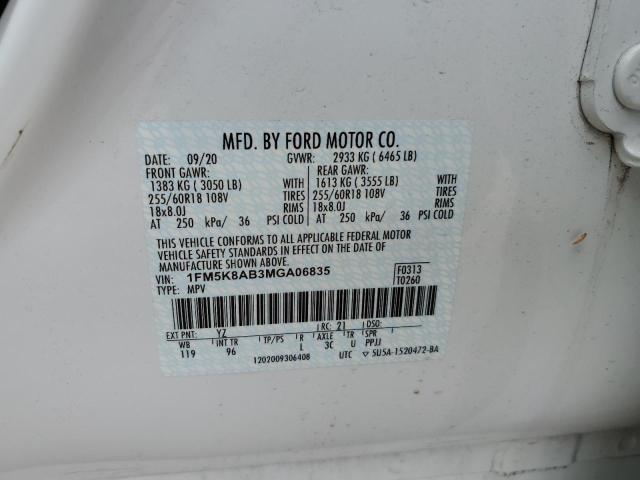 MFD. BY FORD MOTOR CO.
DATE: 09/20 GVWR: 2933 KG ( 6465 LB)
FRONT GAWR: REAR GAWR:
1383 KG ( 3050 LB) WITH 1613 KG ( 3555 LB) WITH
255/60R18 108V TIRES 255/60R18 108V TIRES
18x8.0J RIMS 18x8.0J RIMS
AT 250 kPa/ 36 PSI COLD AT 250 kPa/ 36 PSI COLD
THIS VEHICLE CONFORMS TO ALL APPLICABLE FEDERAL MOTOR
VEHICLE SAFETY STANDARDS IN EFFECT ON THE DATE OF
MANUFACTURE SHOWN ABOVE.
VIN: 1FM5K8AB3MGA06835 F0313
TYPE: MPV T0260
EXT PNT: YZ RC: 21 DSO:
WB INT TR TP/PS R AXLE TR SPR
119 96 L 3C U PPJJ
1202009306408 UTC ▽ 5U5A-1520472-BA